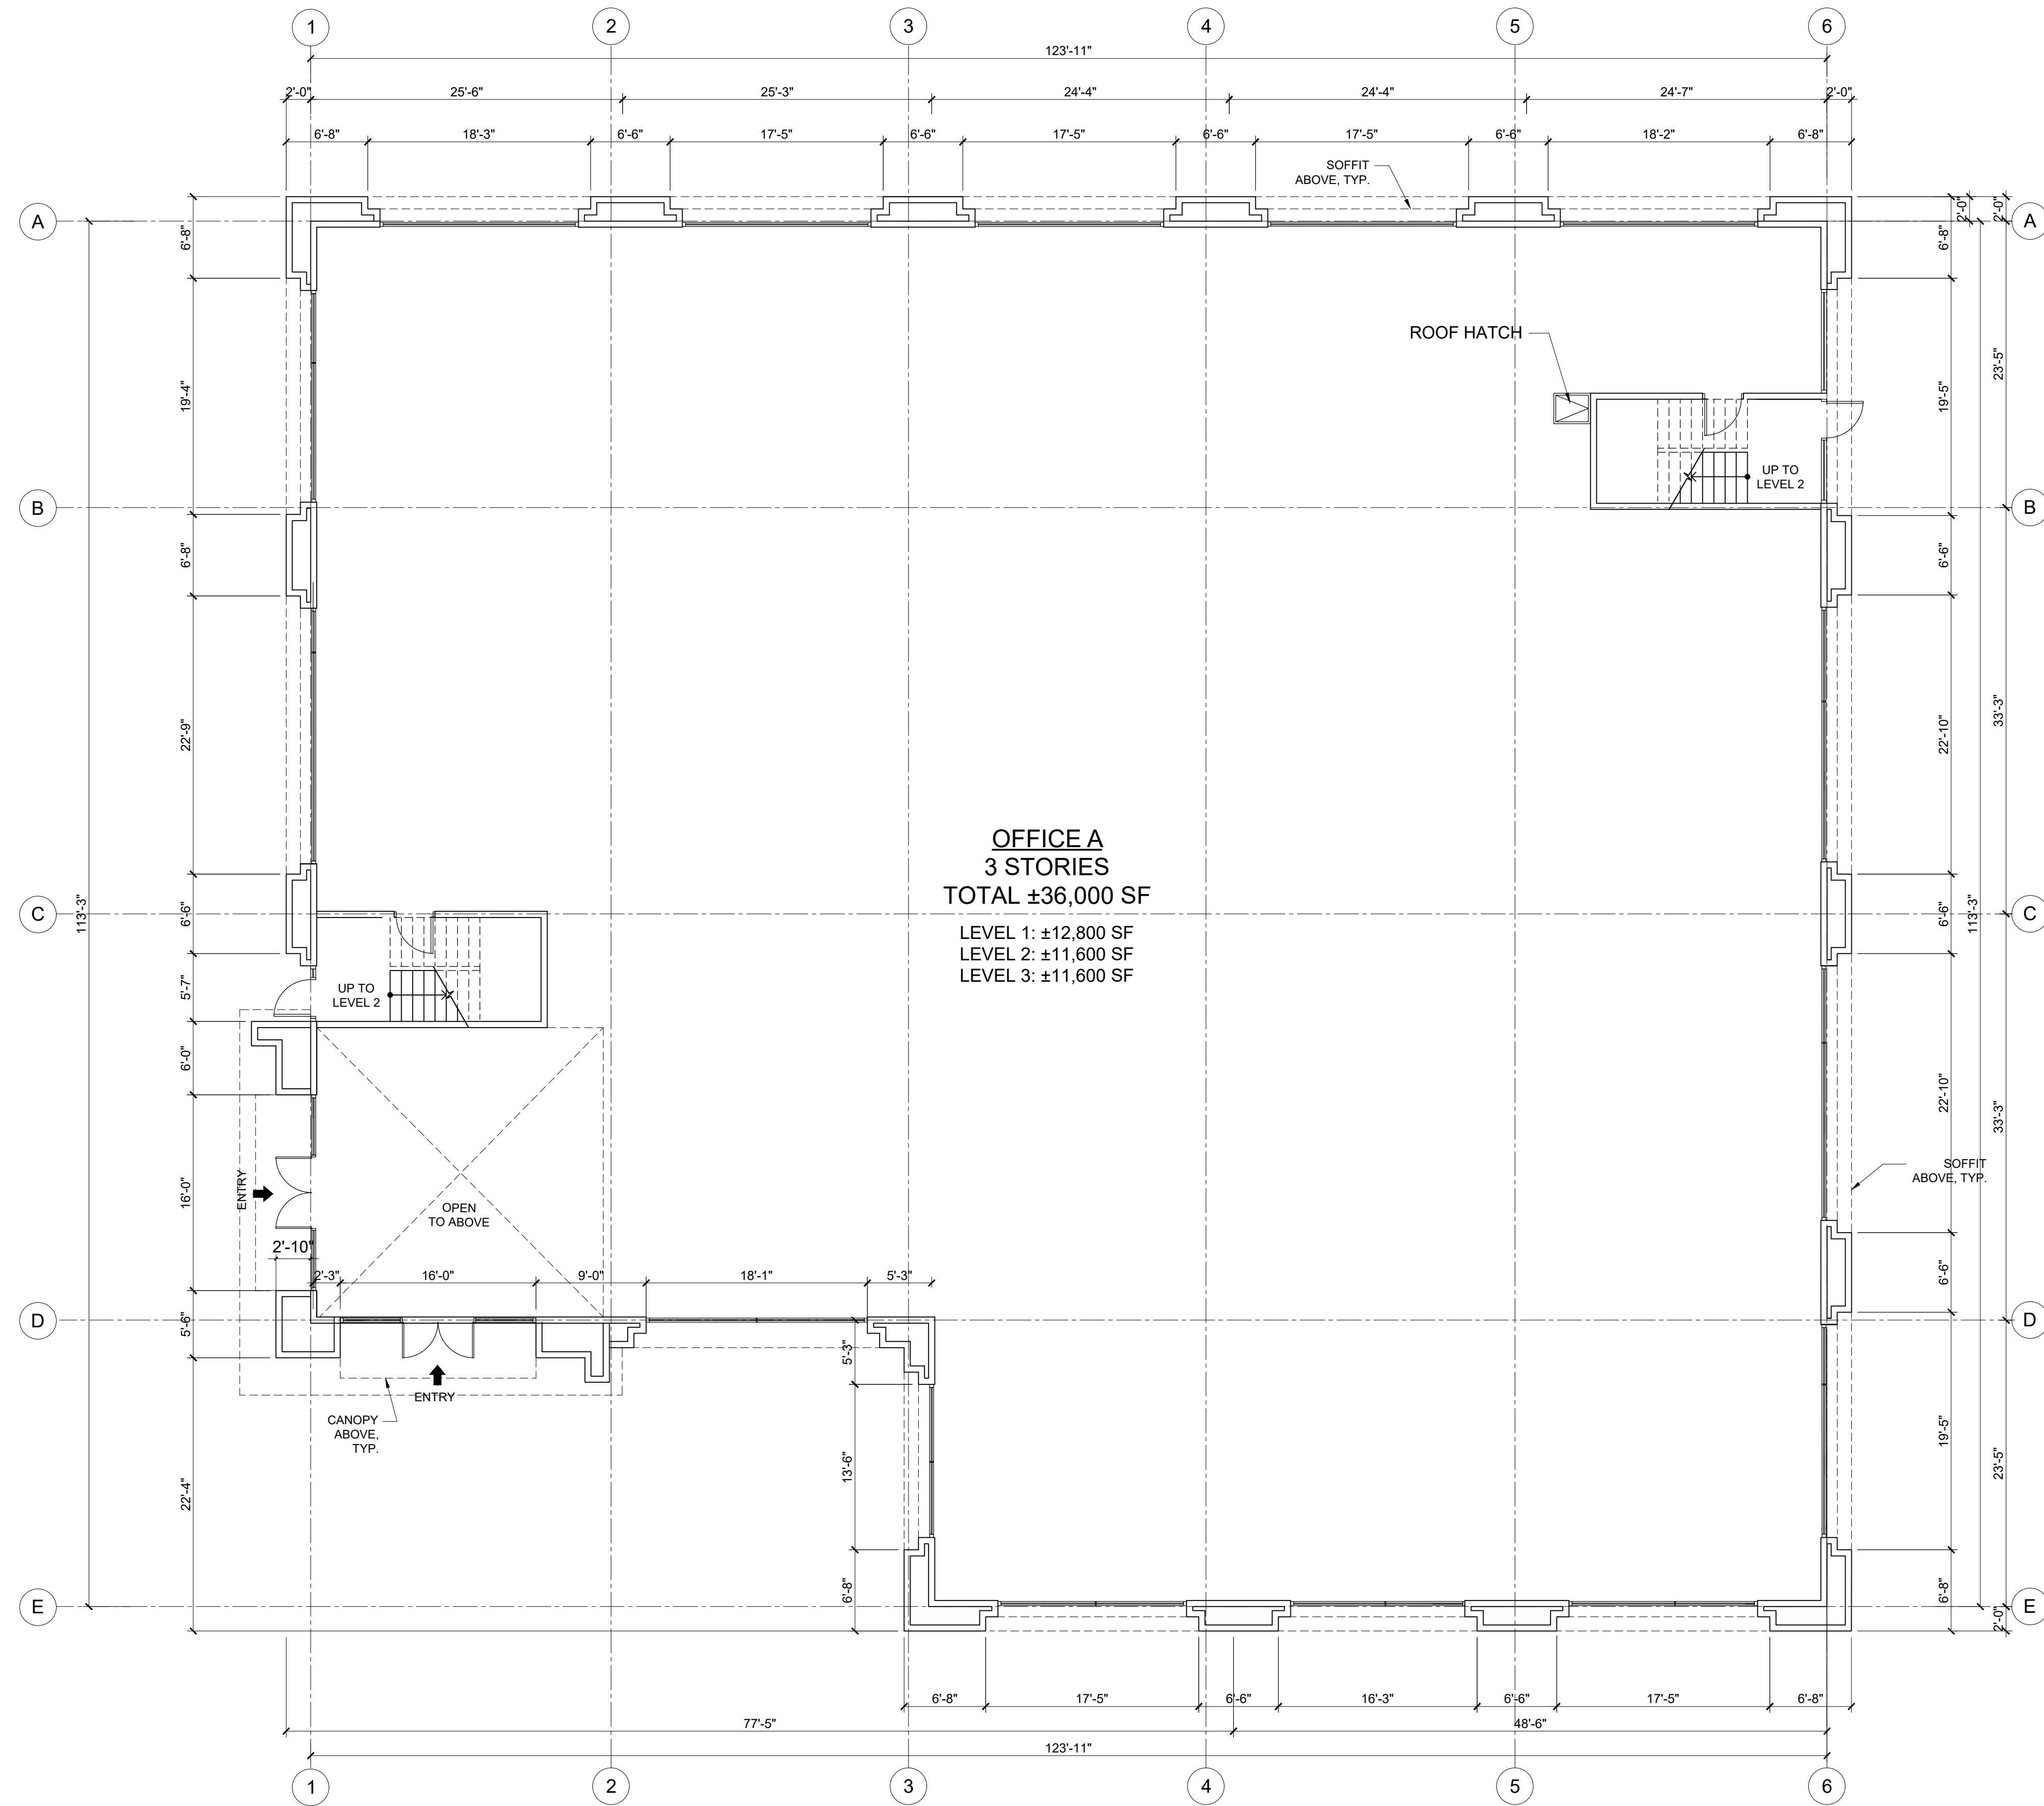 1 2 3 4 5 6
123'-11"
2'-0" 25'-6" 25'-3" 24'-4" 24'-4" 24'-7" 2'-0"
6'-8" 18'-3" 6'-6" 17'-5" 6'-6" 17'-5" 6'-6" 17'-5" 6'-6" 18'-2" 6'-8"
SOFFIT
ABOVE, TYP.
A 6'-8" 6'-8" 2'-0" 2'-0" A
ROOF HATCH
19'-4" 19'-5" 23'-5"
UP TO
LEVEL 2
B B
6'-8" 6'-6"
22'-9" 22'-10" 33'-3"
OFFICE A
3 STORIES
TOTAL ±36,000 SF
LEVEL 1: ±12,800 SF
LEVEL 2: ±11,600 SF
LEVEL 3: ±11,600 SF
C 113'-3" 6'-6" 6'-6" 113'-3" C
5'-7"
UP TO
LEVEL 2
6'-0"
22'-10" 33'-3"
16'-0"
ENTRY
OPEN
TO ABOVE
SOFFIT
ABOVE, TYP.
2'-10"
2'-3" 16'-0" 9'-0" 18'-1" 5'-3"
6'-6"
D 5'-6" D
5'-3"
ENTRY
CANOPY
ABOVE,
TYP.
22'-4" 13'-6" 19'-5" 23'-5"
6'-8" 6'-8"
E 2'-0" E
6'-8" 17'-5" 6'-6" 16'-3" 6'-6" 17'-5" 6'-8"
77'-5" 48'-6"
123'-11"
1 2 3 4 5 6